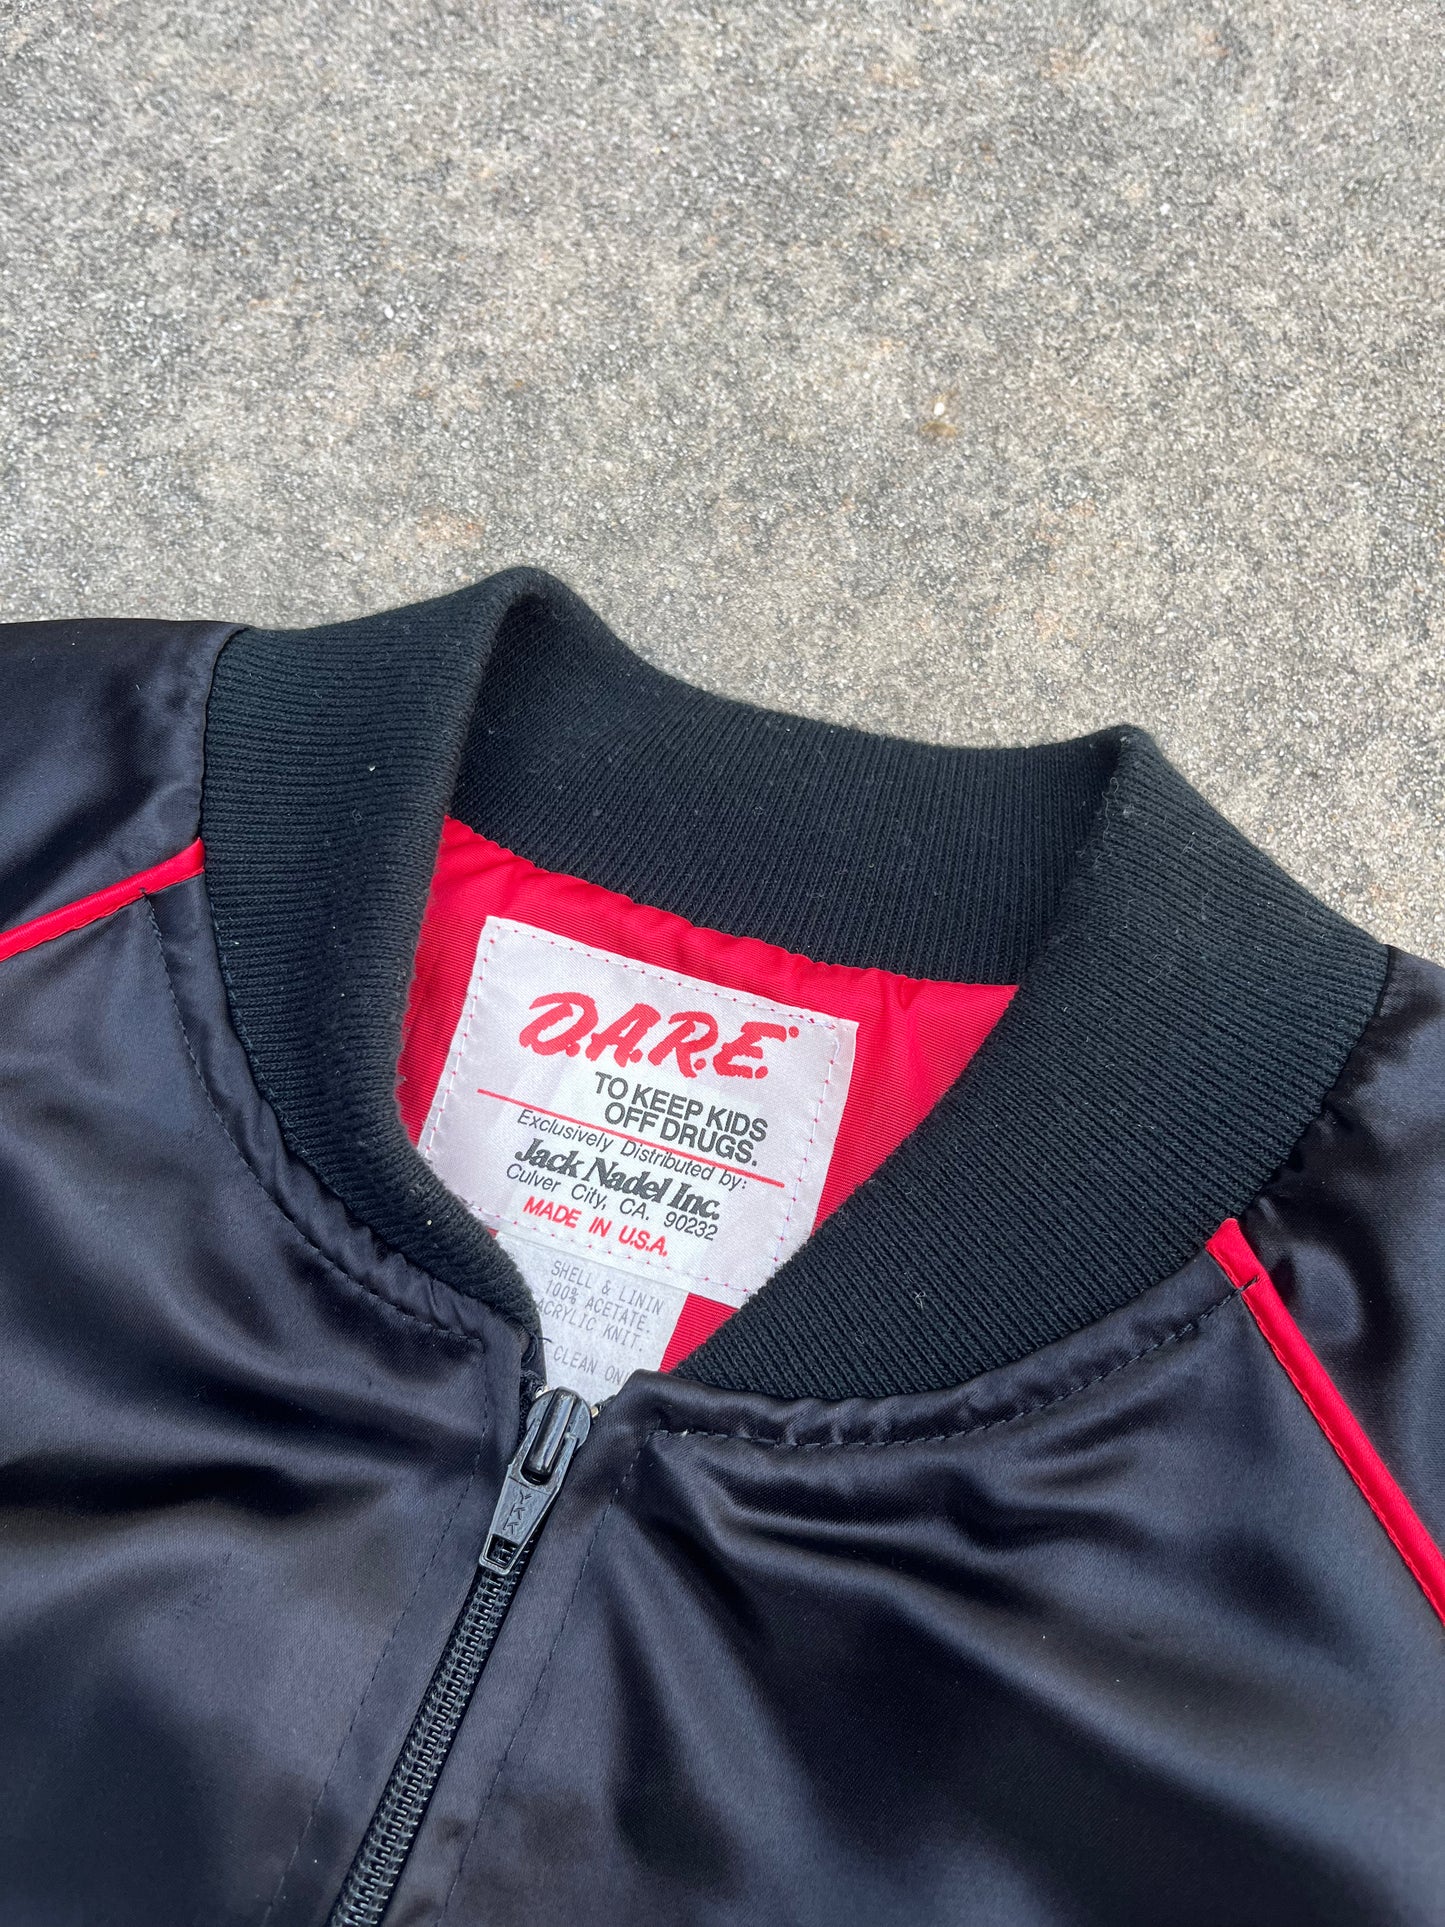 D.A.R.E.
TO KEEP KIDS
OFF DRUGS.
Exclusively Distributed by:
Jack Nadel Inc.
Culver City, CA. 90232
MADE IN U.S.A.
SHELL & LININ
100% ACETATE.
ACRYLIC KNIT.
CLEAN ON
YKK